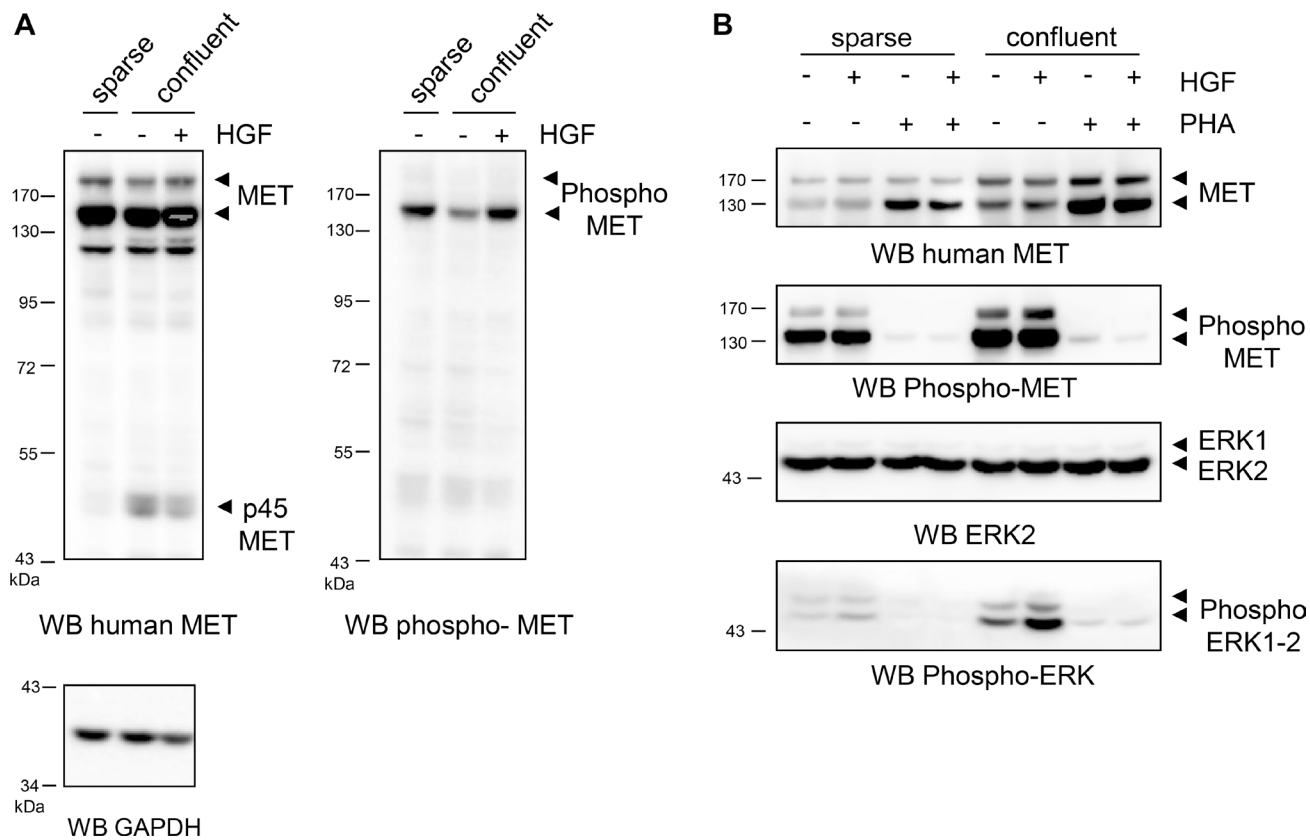 A
sparse
confluent
- - + HGF
170
130
95
72
55
43
kDa
MET
p45
MET
WB human MET
sparse
confluent
- - + HGF
170
130
95
72
55
43
kDa
Phospho
MET
WB phospho- MET
43
34
kDa
WB GAPDH
B
sparse confluent
- + - + - + - + HGF
- - + + - - + + PHA
170
130
MET
WB human MET
170
130
Phospho
MET
WB Phospho-MET
43
ERK1
ERK2
WB ERK2
43
Phospho
ERK1-2
WB Phospho-ERK